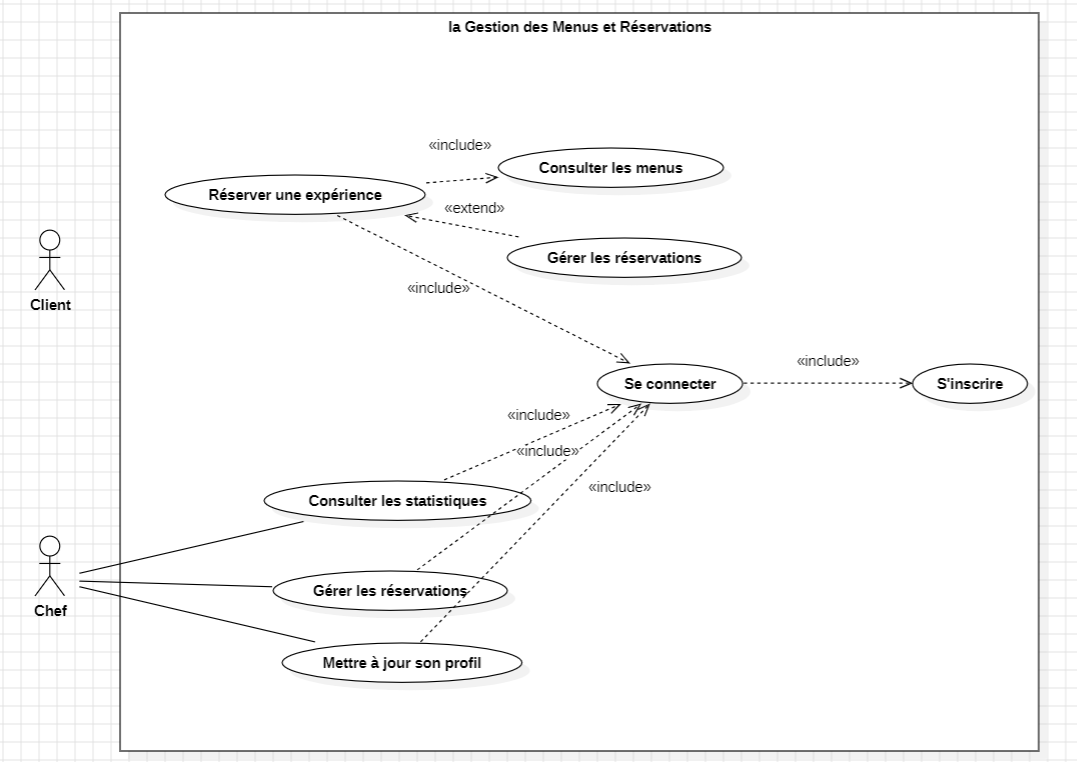 la Gestion des Menus et Réservations
«include»
Consulter les menus
Réserver une expérience
«extend»
Gérer les réservations
«include»
Client
«include»
Se connecter
S'inscrire
«include»
«include»
«include»
Consulter les statistiques
Gérer les réservations
Chef
Mettre à jour son profil